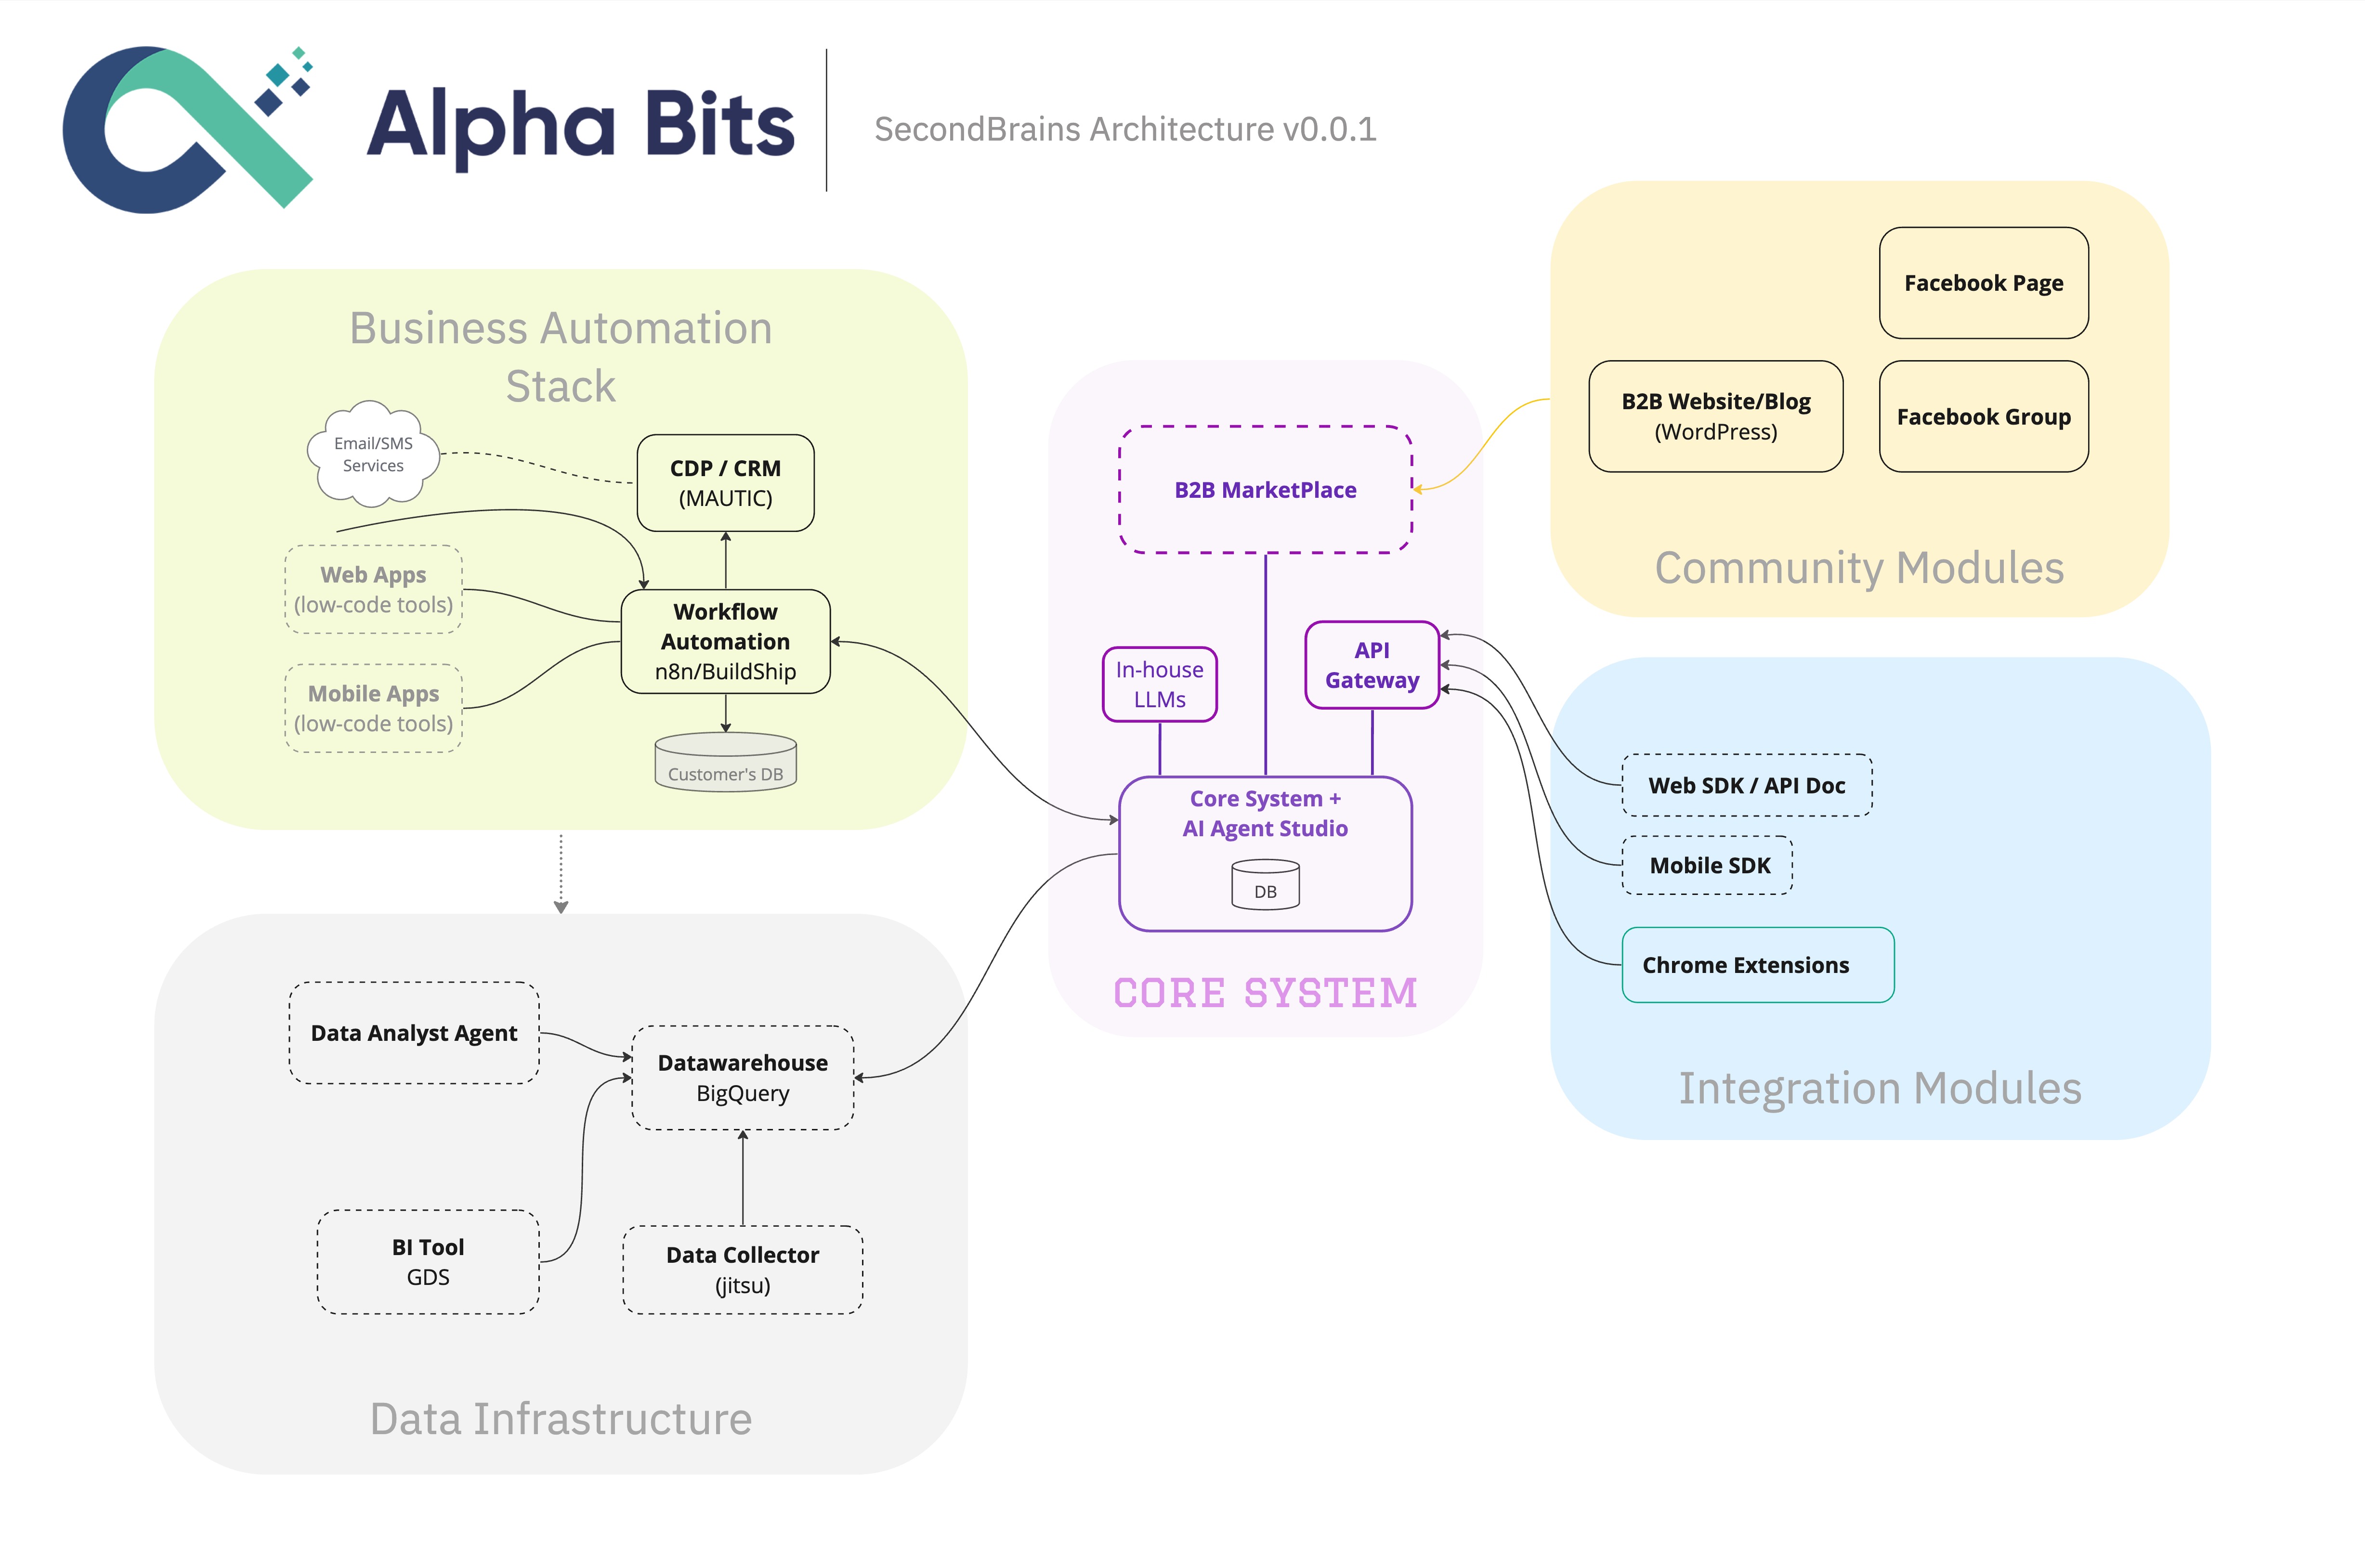 Alpha Bits
SecondBrains Architecture v0.0.1
Business Automation
Stack
Email/SMS
Services
CDP / CRM
(MAUTIC)
Web Apps
(low-code tools)
Workflow
Automation
n8n/BuildShip
Mobile Apps
(low-code tools)
Customer's DB
Data Analyst Agent
Datawarehouse
BigQuery
BI Tool
GDS
Data Collector
(jitsu)
Data Infrastructure
B2B MarketPlace
In-house
LLMs
API
Gateway
Core System +
AI Agent Studio
DB
CORE SYSTEM
Facebook Page
B2B Website/Blog
(WordPress)
Facebook Group
Community Modules
Web SDK / API Doc
Mobile SDK
Chrome Extensions
Integration Modules